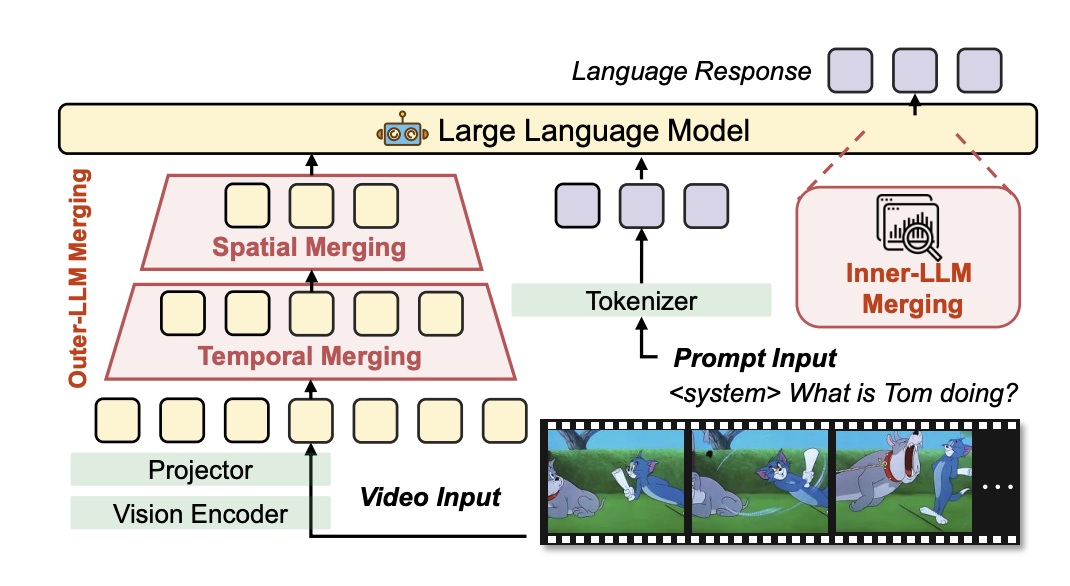 Language Response
Large Language Model
Outer-LLM Merging
Spatial Merging
Temporal Merging
Tokenizer
Inner-LLM
Merging
Prompt Input
<system> What is Tom doing?
Projector
Vision Encoder
Video Input
...